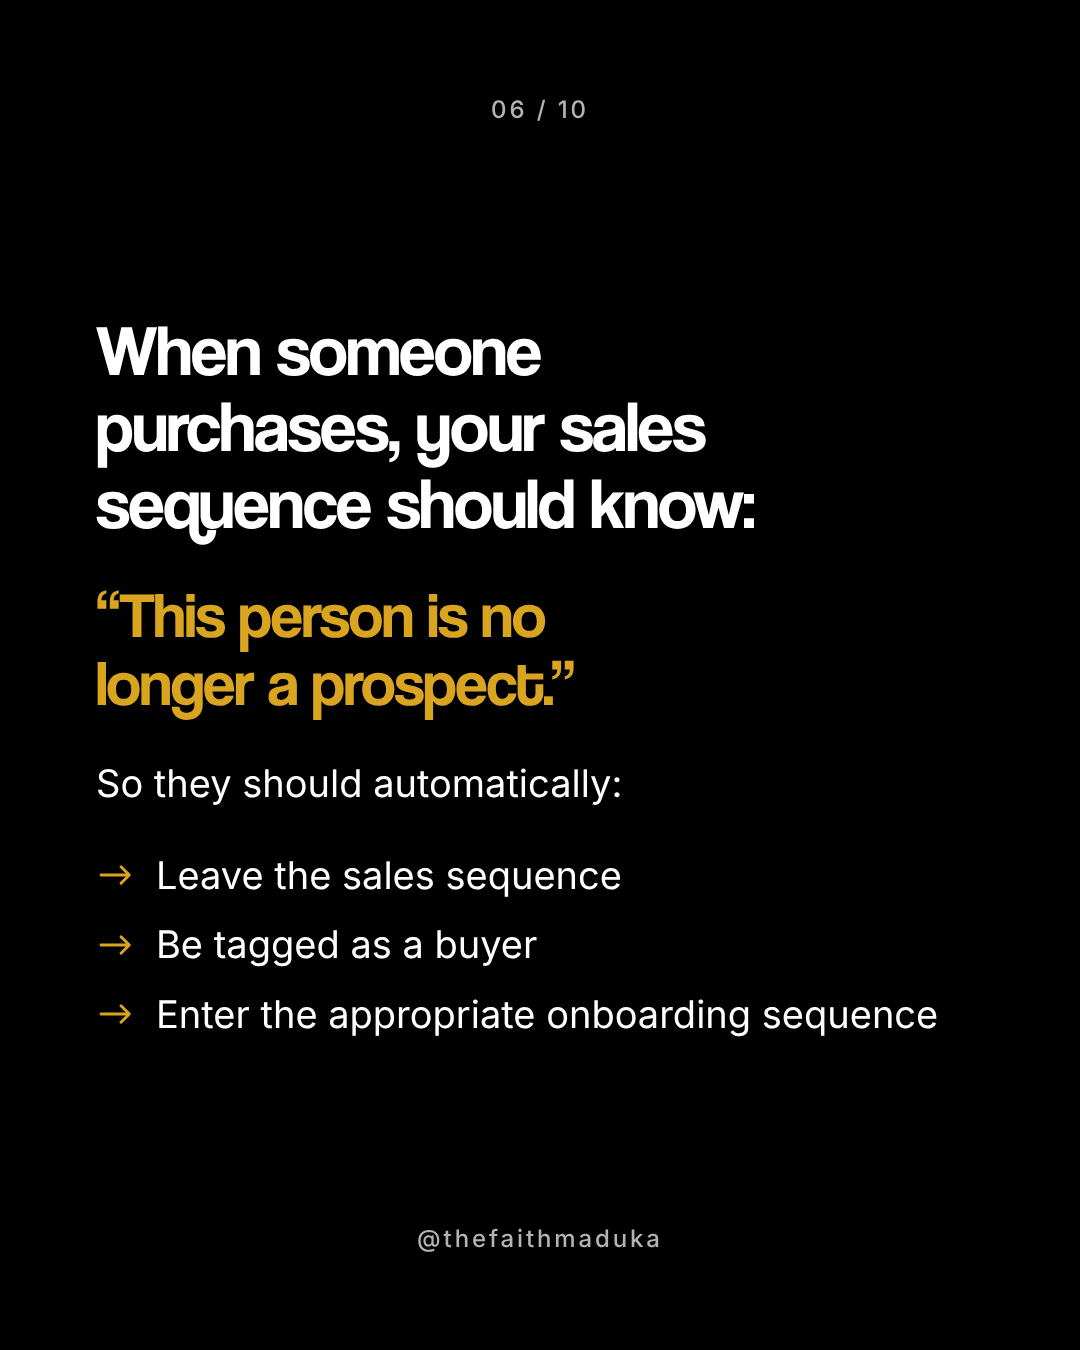 06 / 10
When someone
purchases, your sales
sequence should know:
“This person is no
longer a prospect.”
So they should automatically:
→ Leave the sales sequence
→ Be tagged as a buyer
→ Enter the appropriate onboarding sequence
@thefaithmaduka